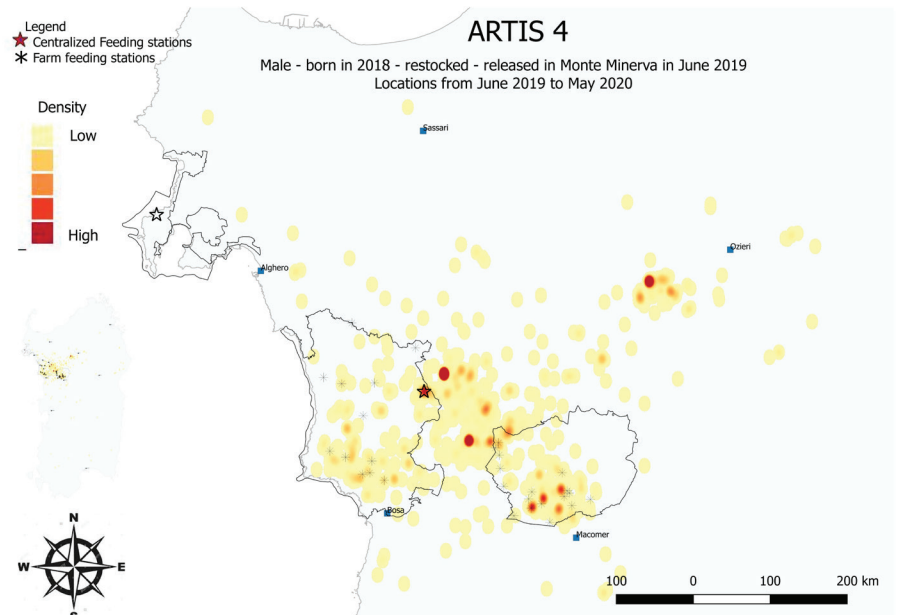 ARTIS 4
Male - born in 2018 - restocked - released in Monte Minerva in June 2019
Locations from June 2019 to May 2020
Legend
Centralized Feeding stations
Farm feeding stations
Density
Low
High
Sassari
Ozieri
Alghero
Bosa
Macomer
N
W
E
S
100 0 100 200 km